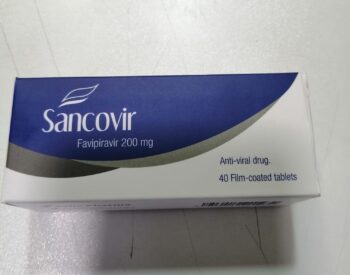 Sancovir
Favipiravir 200 mg
Anti-viral drug.
40 Film-coated tablets